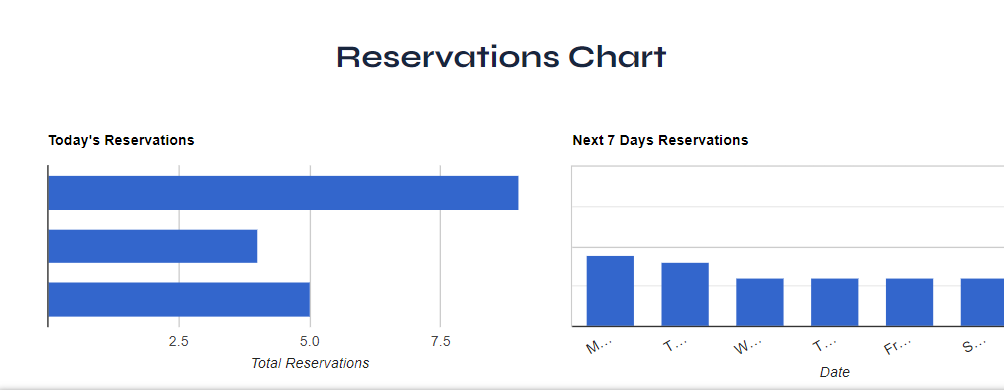 Reservations Chart
Today's Reservations
2.5 5.0 7.5
Total Reservations
Next 7 Days Reservations
M... T... W... T... Fr... S...
Date